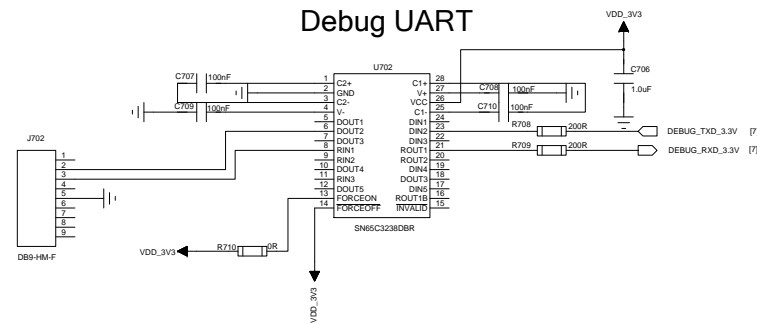 Debug UART
VDD_3V3
U702
C707
100nF
1
C2+
C1+
28
C706
2
GND
V+
27
C708
100nF
3
C2-
VCC
26
C709
100nF
4
V-
C1-
25
C710
100nF
1.0uF
5
DOUT1
DIN1
24
J702
6
DOUT2
DIN2
23
R708
200R
DEBUG_TXD_3.3V
[7]
7
DOUT3
DIN3
22
8
RIN1
ROUT1
21
R709
200R
DEBUG_RXD_3.3V
[7]
9
RIN2
ROUT2
20
10
DOUT4
DIN4
19
11
RIN3
DOUT3
18
12
DOUT5
DIN5
17
13
FORCEON
ROUT1B
16
14
FORCEOFF
INVALID
15
1
2
3
4
5
6
7
8
9
SN65C3238DBR
DB9-HM-F
VDD_3V3
R710
0R
VDD_3V3